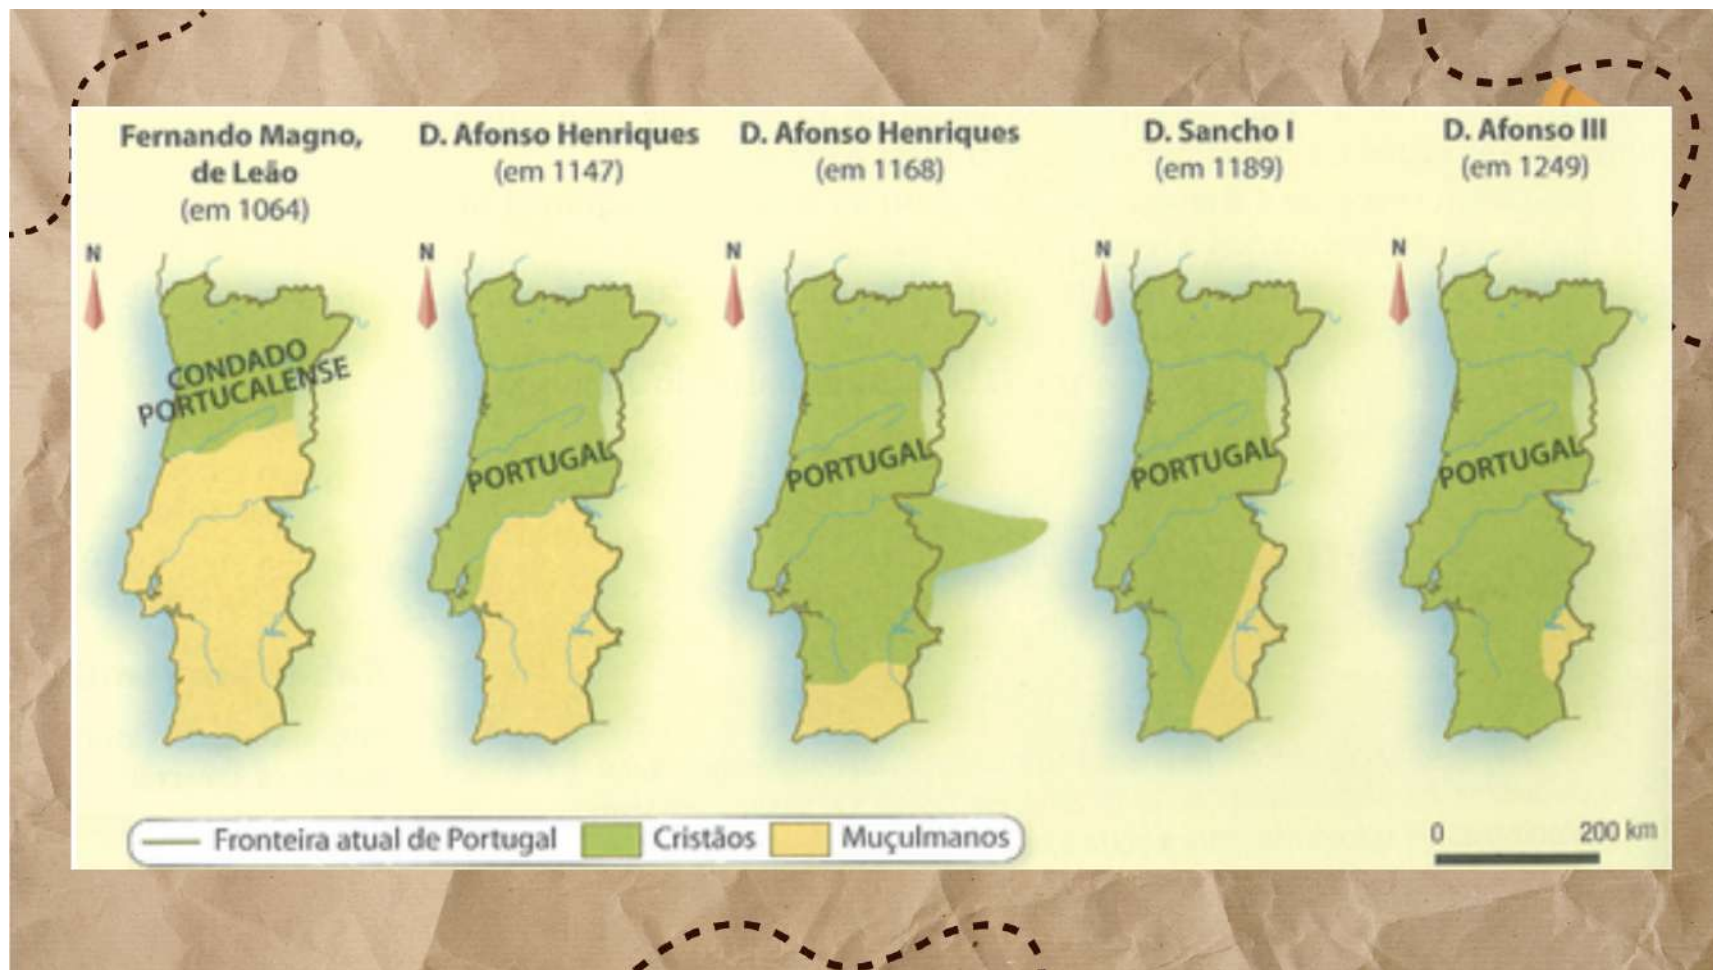 Fernando Magno,
de Leão
(em 1064)
D. Afonso Henriques
(em 1147)
D. Afonso Henriques
(em 1168)
D. Sancho I
(em 1189)
D. Afonso III
(em 1249)
N
N
N
N
N
CONDADO
PORTUCALENSE
PORTUGAL
PORTUGAL
PORTUGAL
PORTUGAL
Fronteira atual de Portugal
Cristãos
Muçulmanos
0
200 km